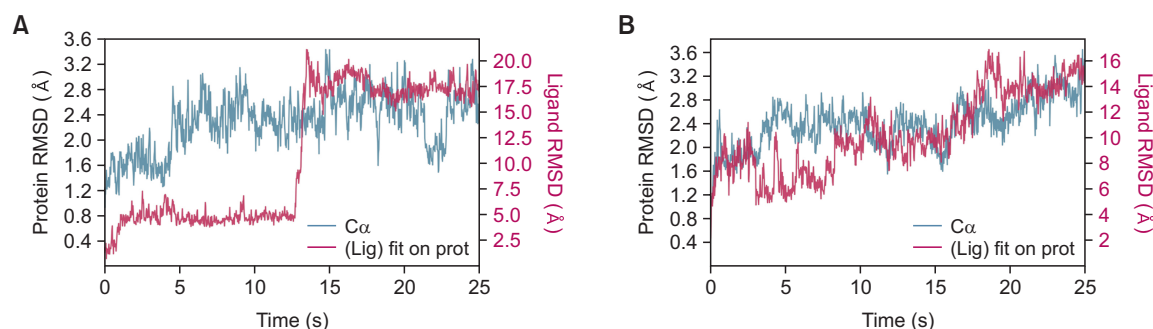 A
Protein RMSD (Å)
3.6
3.2
2.8
2.4
2.0
1.6
1.2
0.8
0.4
20.0
17.5
15.0
12.5
10.0
7.5
5.0
2.5
Ligand RMSD (Å)
Cα
(Lig) fit on prot
0 5 10 15 20 25
Time (s)
B
Protein RMSD (Å)
3.6
3.2
2.8
2.4
2.0
1.6
1.2
0.8
0.4
16
14
12
10
8
6
4
2
Ligand RMSD (Å)
Cα
(Lig) fit on prot
0 5 10 15 20 25
Time (s)